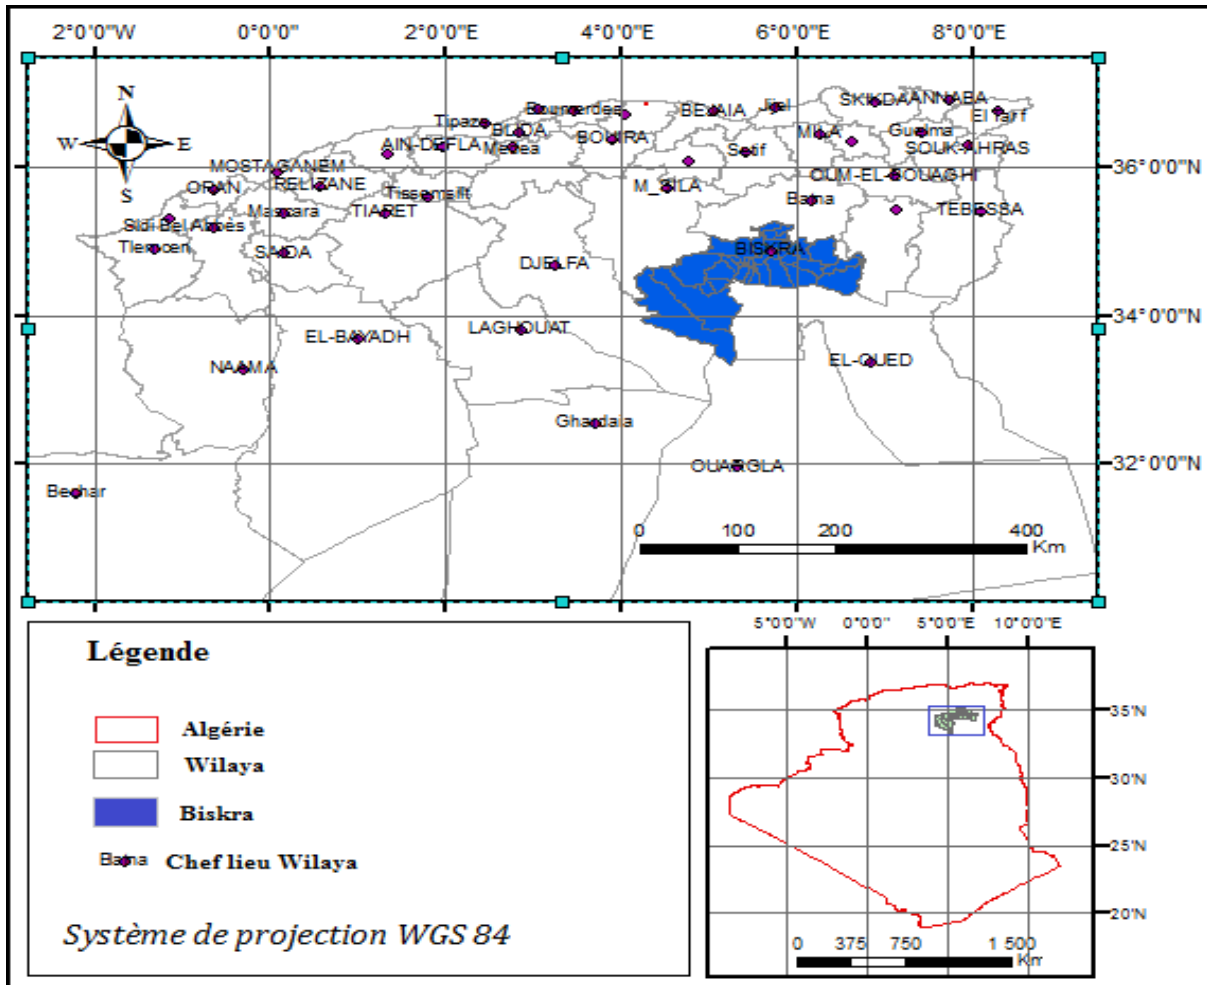 2°0'0"W 0°0'0" 2°0'0"E 4°0'0"E 6°0'0"E 8°0'0"E
N
W E
S
SKIKDA ANNABA
Boumerdes BEJAIA Jijel El Tarf
Tipaza BLIDA MILA Guelma
AIN-DEFLA Medea BOUIRA Setif SOUK-AHRAS
36°0'0"N
MOSTAGANEM
ORAN RELIZANE Tissemsilt M_SILA OUM-EL-BOUAGHI
Mascara TIARET Batna TEBESSA
Sidi Bel Abbès
Tlemcen SAIDA BISKRA
DJELFA
34°0'0"N
EL-BAYADH LAGHOUAT
NAAMA EL-OUED
Ghardaia
OUARGLA 32°0'0"N
Bechar
0 100 200 400
Km
Légende
Algérie
Wilaya
Biskra
Batna Chef lieu Wilaya
Système de projection WGS 84
5°0'0"W 0°0'0" 5°0'0"E 10°0'0"E
35°N
30°N
25°N
20°N
0 375 750 1 500
Km